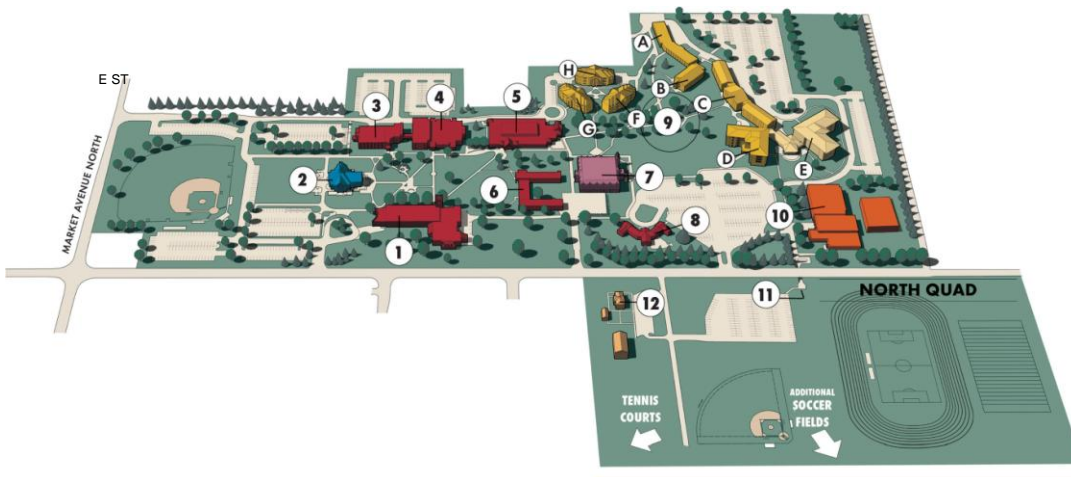 E ST
MARKET AVENUE NORTH
A
H
B
C
3
4
5
9
F
G
D
E
2
6
7
10
1
8
11
NORTH QUAD
12
TENNIS
COURTS
ADDITIONAL
SOCCER
FIELDS